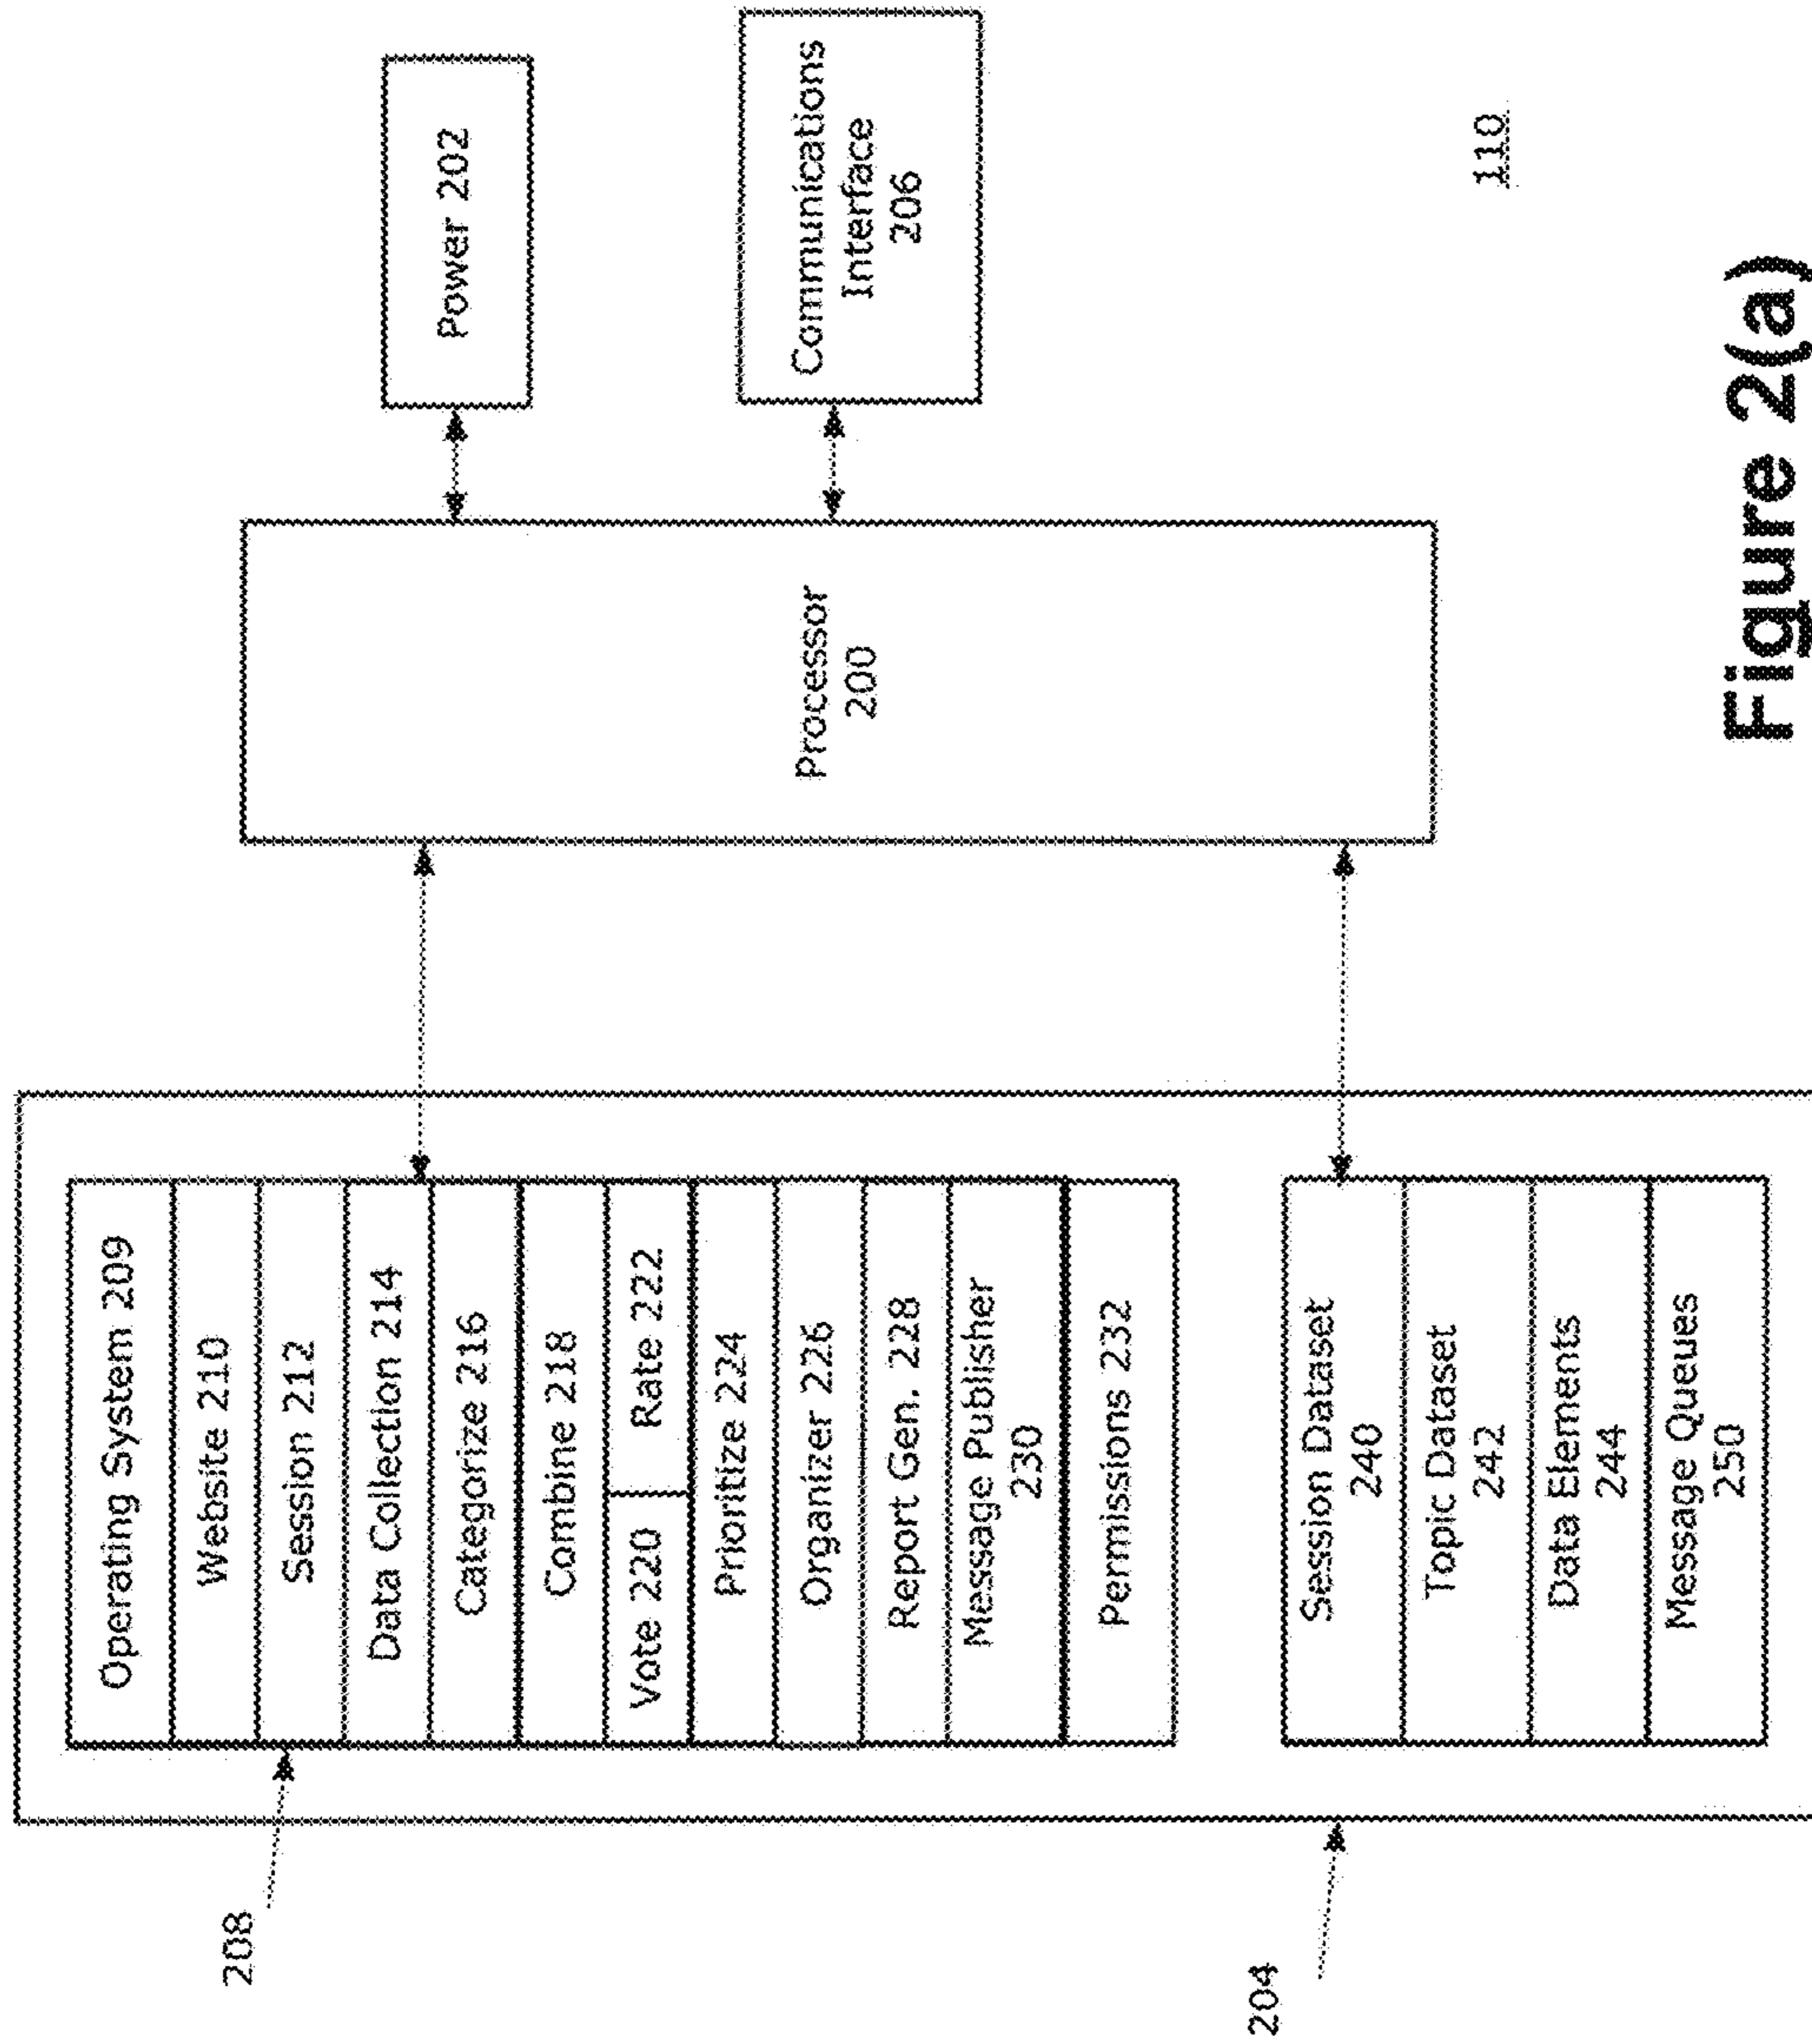 208
Operating System 209
Website 210
Session 212
Data Collection 214
Categorize 216
Combine 218
Vote 220
Rate 222
Prioritize 224
Organizer 226
Report Gen. 228
Message Publisher
230
Permissions 232
204
Session Dataset
240
Topic Dataset
242
Data Elements
244
Message Queues
250
Processor
200
Power 202
Communications
Interface
206
110
Figure 2(a)